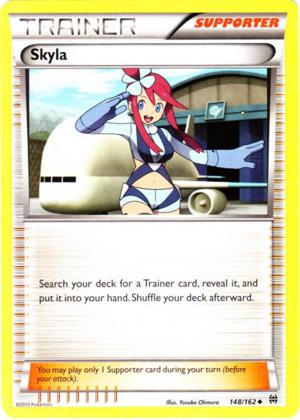 TRAINER
SUPPORTER
Skyla
Search your deck for a Trainer card, reveal it, and
put it into your hand. Shuffle your deck afterward.
You may play only 1 Supporter card during your turn (before
your attack).
©2015 Pokémon
Illus. Yusuke Ohmura
148/162